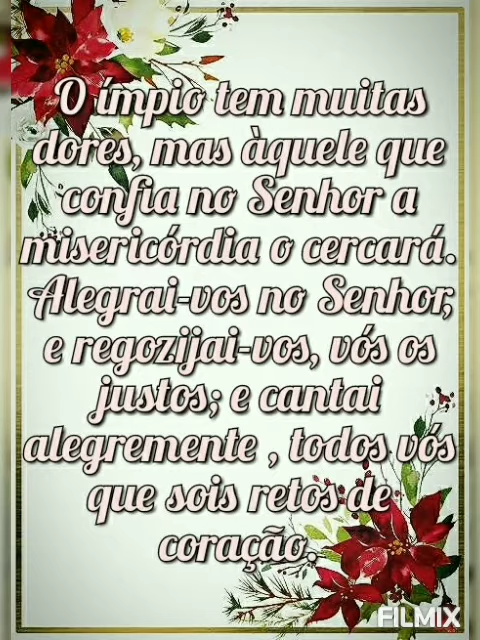 O ímpio tem muitas
dores, mas àquele que
confia no Senhor a
misericórdia o cercará.
Alegrai-vos no Senhor,
e regozijai-vos, vós os
justos; e cantai
alegremente , todos vós
que sois retos de
coração.
FILMIX